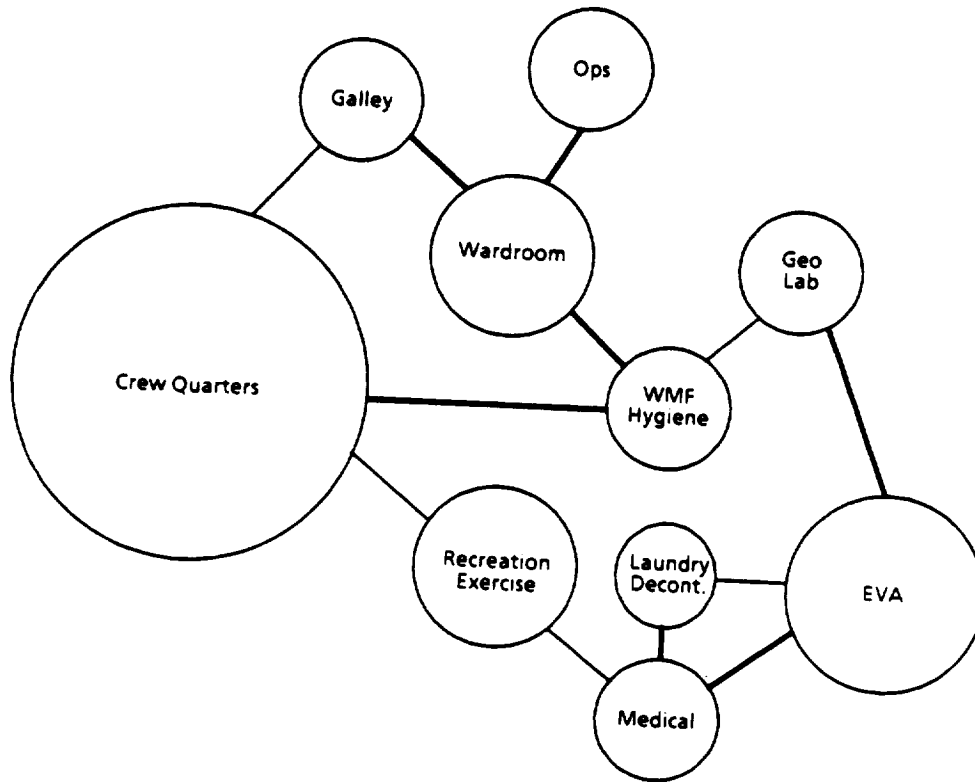 Ops
Galley
Wardroom
Geo
Lab
Crew Quarters
WMF
Hygiene
Recreation
Exercise
Laundry
Decont.
EVA
Medical